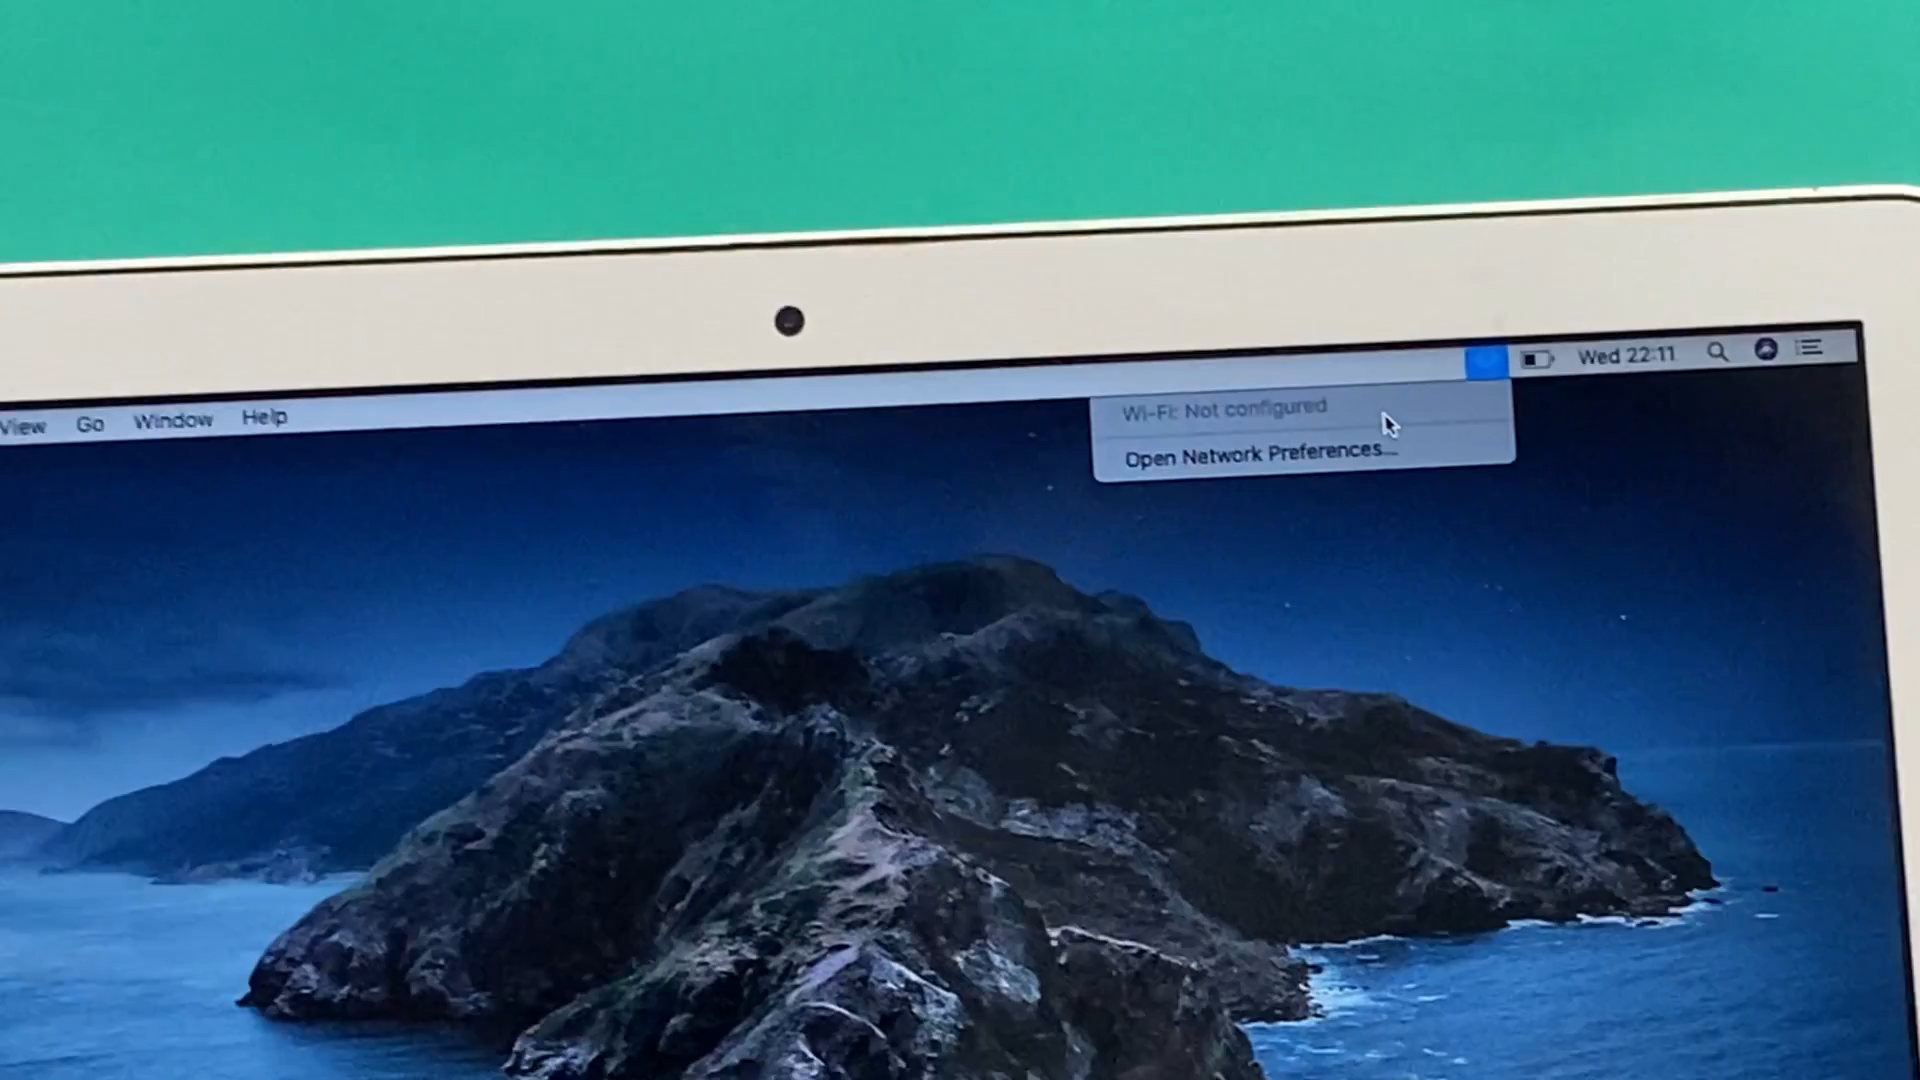 View Go Window Help
Wed 22:11
Wi-Fi: Not configured
Open Network Preferences...